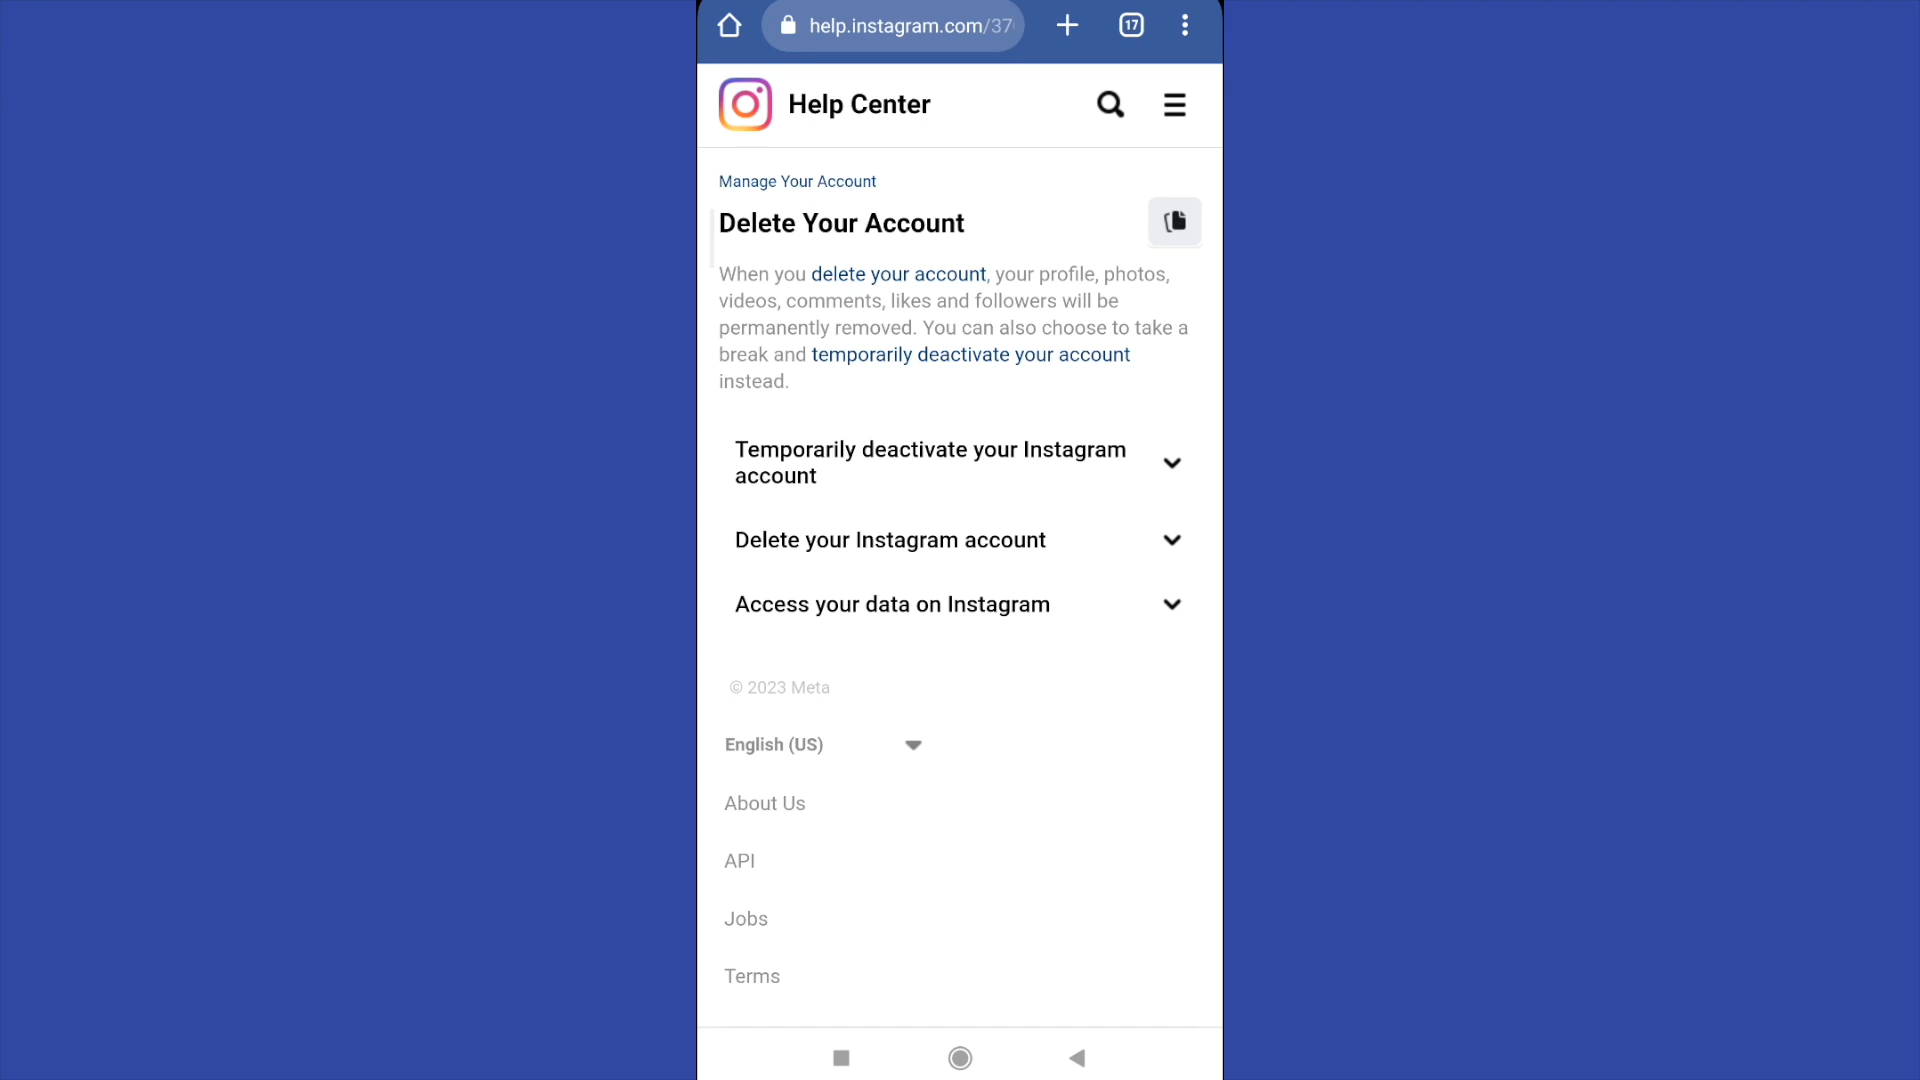 help.instagram.com/37
17
Help Center
Manage Your Account
Delete Your Account
When you delete your account, your profile, photos,
videos, comments, likes and followers will be
permanently removed. You can also choose to take a
break and temporarily deactivate your account
instead.
Temporarily deactivate your Instagram
account
Delete your Instagram account
Access your data on Instagram
© 2023 Meta
English (US)
About Us
API
Jobs
Terms